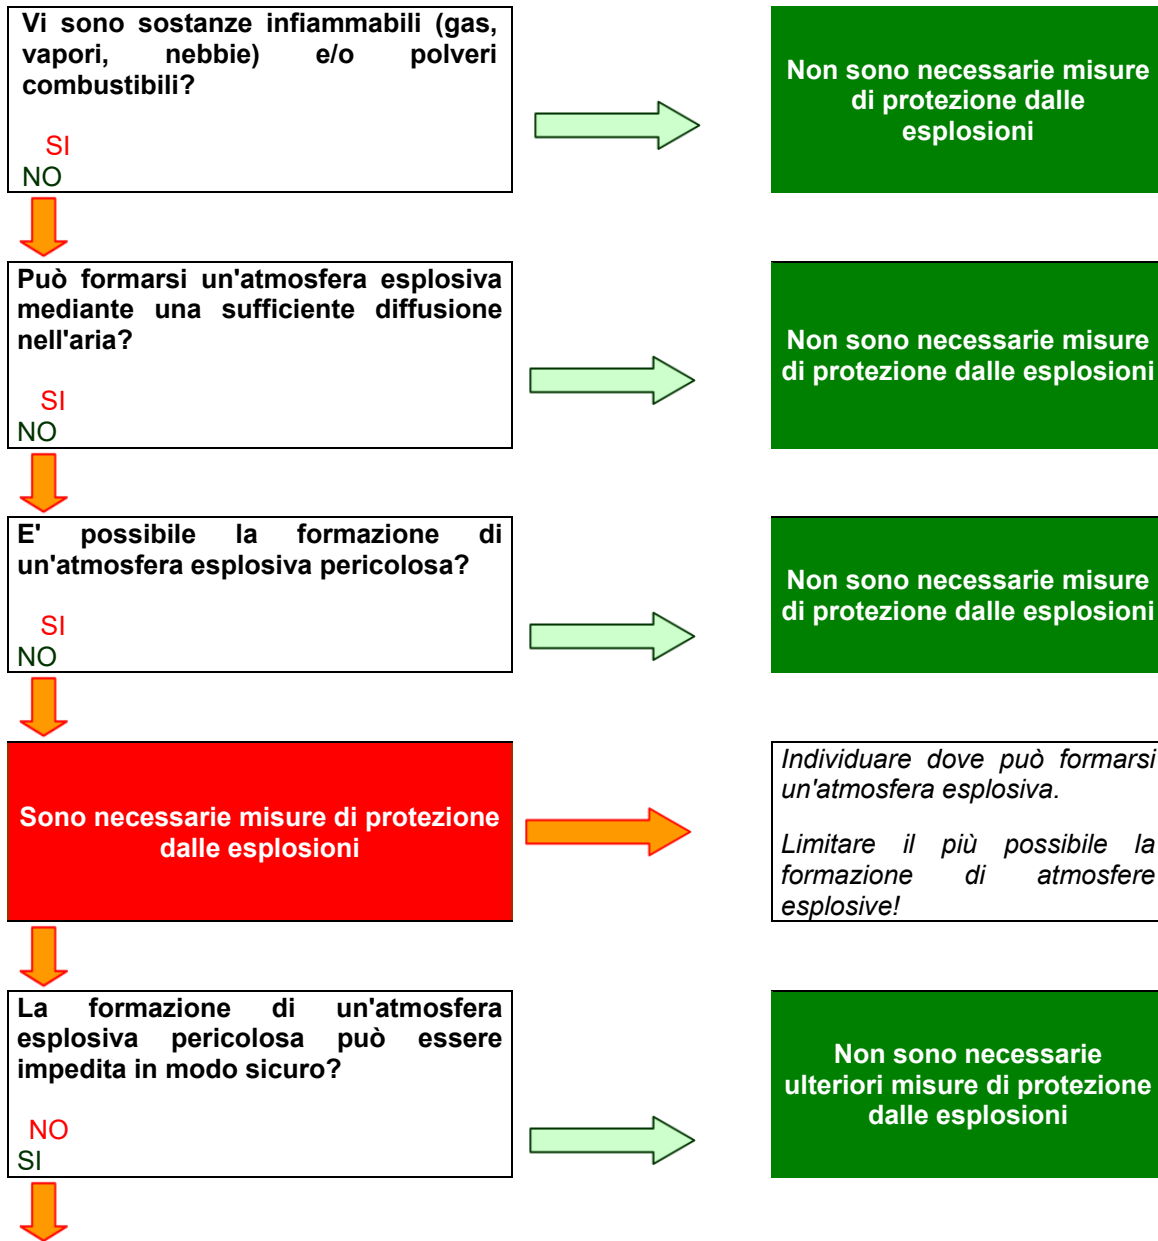 Vi sono sostanze infiammabili (gas,
vapori, nebbie) e/o polveri
combustibili?
SI
NO
Non sono necessarie misure
di protezione dalle
esplosioni
Può formarsi un'atmosfera esplosiva
mediante una sufficiente diffusione
nell'aria?
SI
NO
Non sono necessarie misure
di protezione dalle esplosioni
E' possibile la formazione di
un'atmosfera esplosiva pericolosa?
SI
NO
Non sono necessarie misure
di protezione dalle esplosioni
Sono necessarie misure di protezione
dalle esplosioni
Individuare dove può formarsi
un'atmosfera esplosiva.
Limitare il più possibile la
formazione di atmosfere
esplosive!
La formazione di un'atmosfera
esplosiva pericolosa può essere
impedita in modo sicuro?
NO
SI
Non sono necessarie
ulteriori misure di protezione
dalle esplosioni